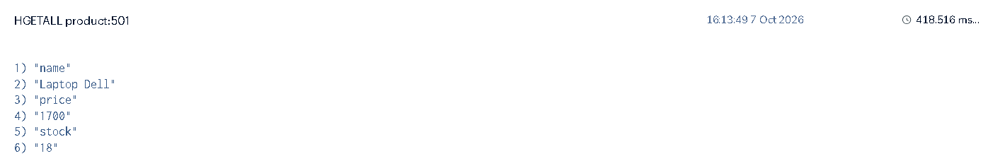 HGETALL product:501 16:13:49 7 Oct 2026 418.516 ms...
1) "name"
2) "Laptop Dell"
3) "price"
4) "1700"
5) "stock"
6) "18"